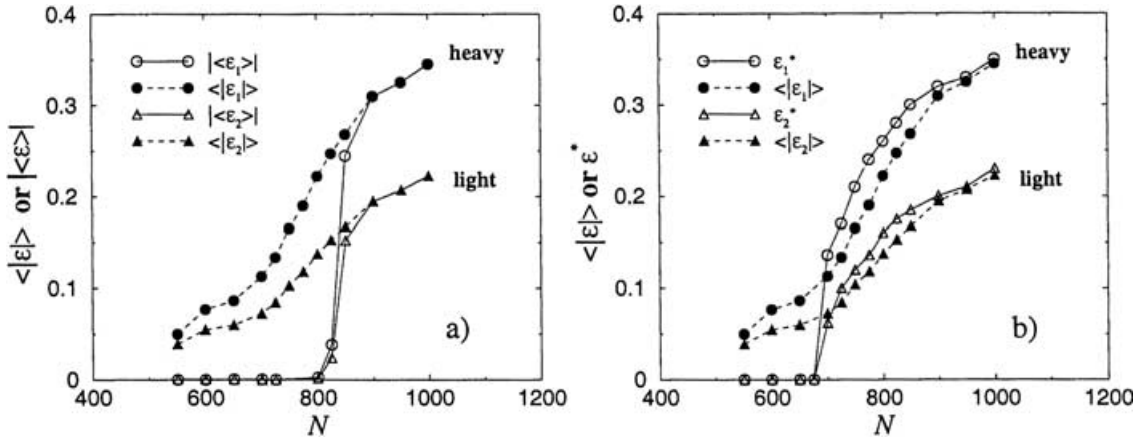 0.4
0.3
0.2
0.1
0
<|ε|> or |<ε>|
|<ε₁>|
<|ε₁|>
|<ε₂>|
<|ε₂|>
heavy
light
a)
400
600
800
1000
1200
N
0.4
0.3
0.2
0.1
0
<|ε|> or ε*
ε₁*
<|ε₁|>
ε₂*
<|ε₂|>
heavy
light
b)
400
600
800
1000
1200
N